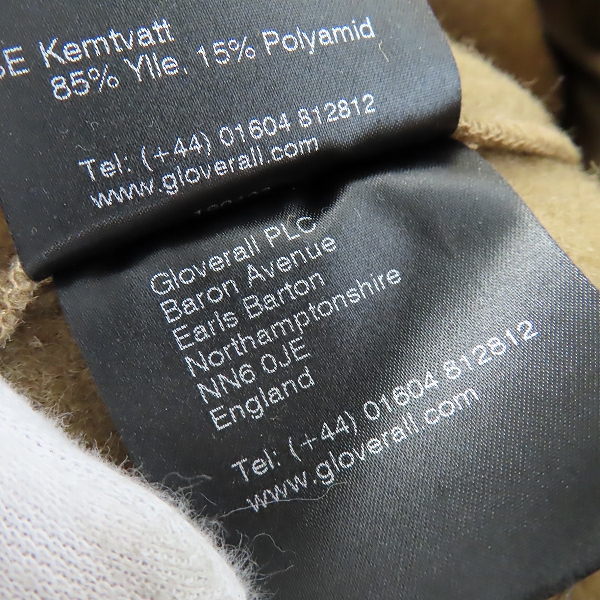 SE Kemtvatt
85% Ylle, 15% Polyamid
Tel: (+44) 01604 812812
www.gloverall.com
Gloverall PLC
Baron Avenue
Earls Barton
Northamptonshire
NN6 0JE
England
Tel: (+44) 01604 812812
www.gloverall.com